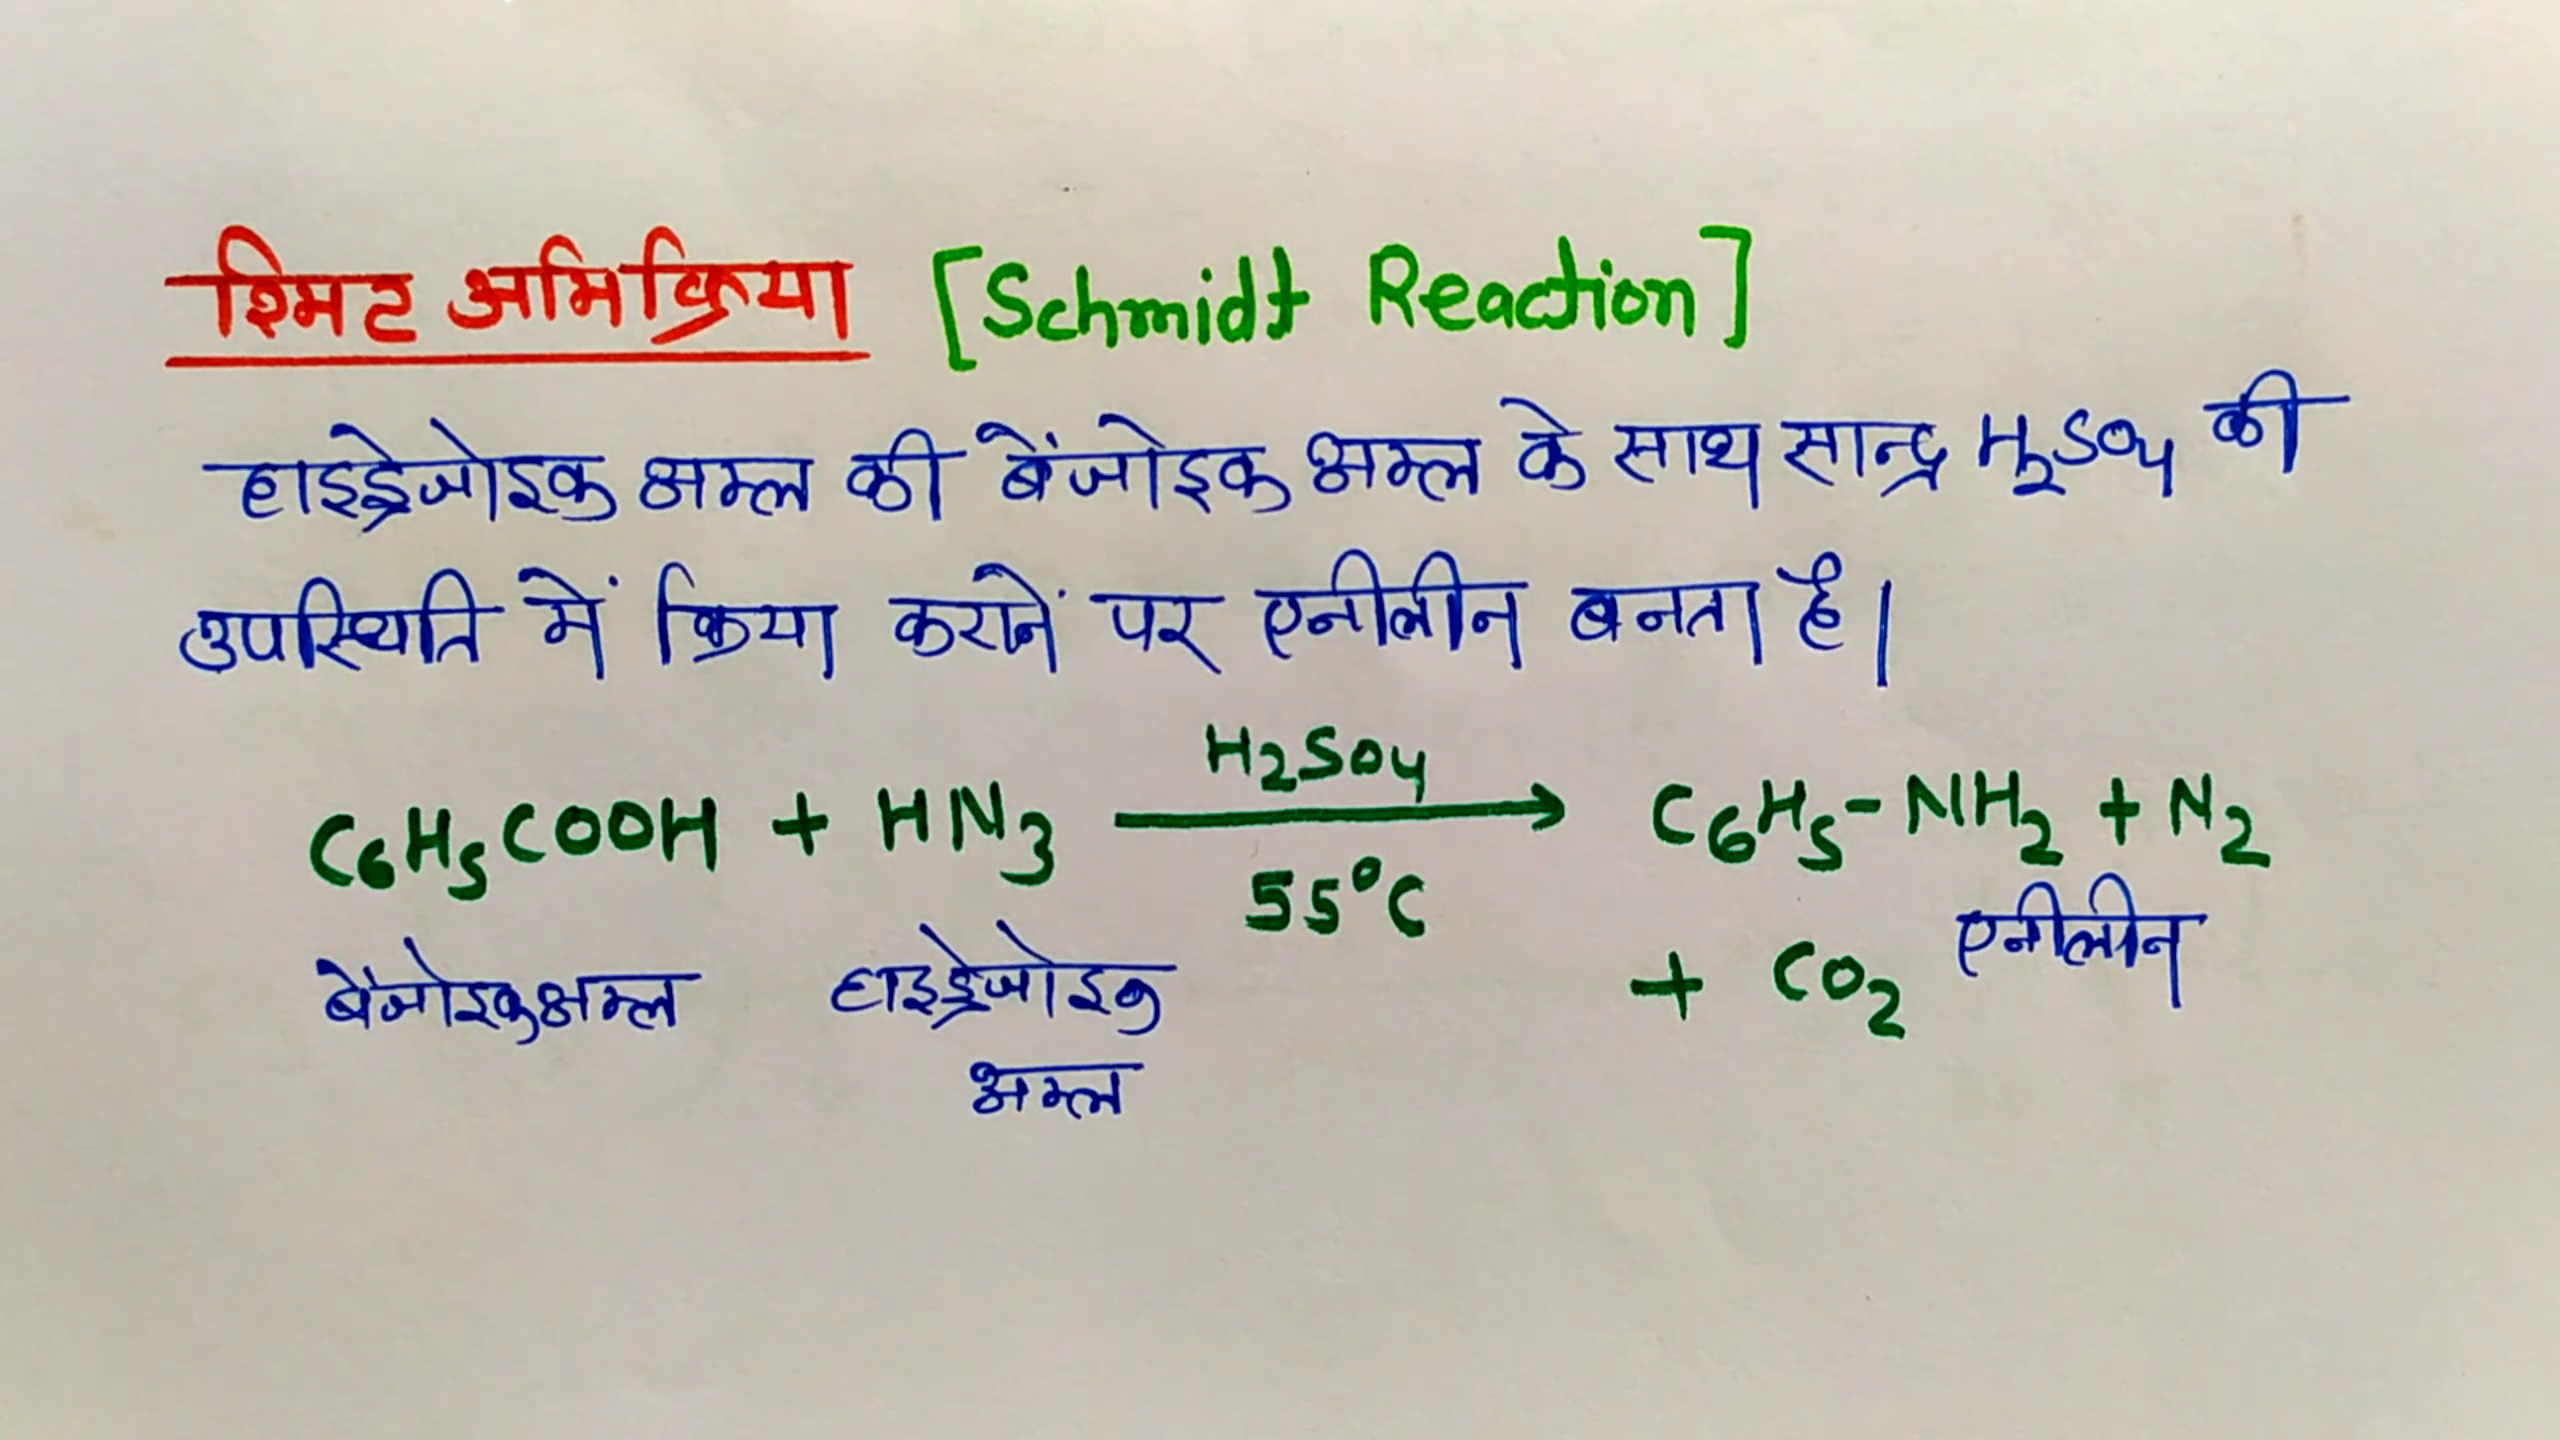 श्मिट अभिक्रिया [Schmidt Reaction]
हाइड्रेजोइक अम्ल की बेंजोइक अम्ल के साथ सान्द्र H2SO4 की
उपस्थिति में क्रिया करानें पर एनीलीन बनता है।
H2SO4
C6H5COOH + HN3 ⟶ C6H5-NH2 + N2
55°C
+ CO2 एनीलीन
बेंजोइक अम्ल हाइड्रेजोइक
अम्ल